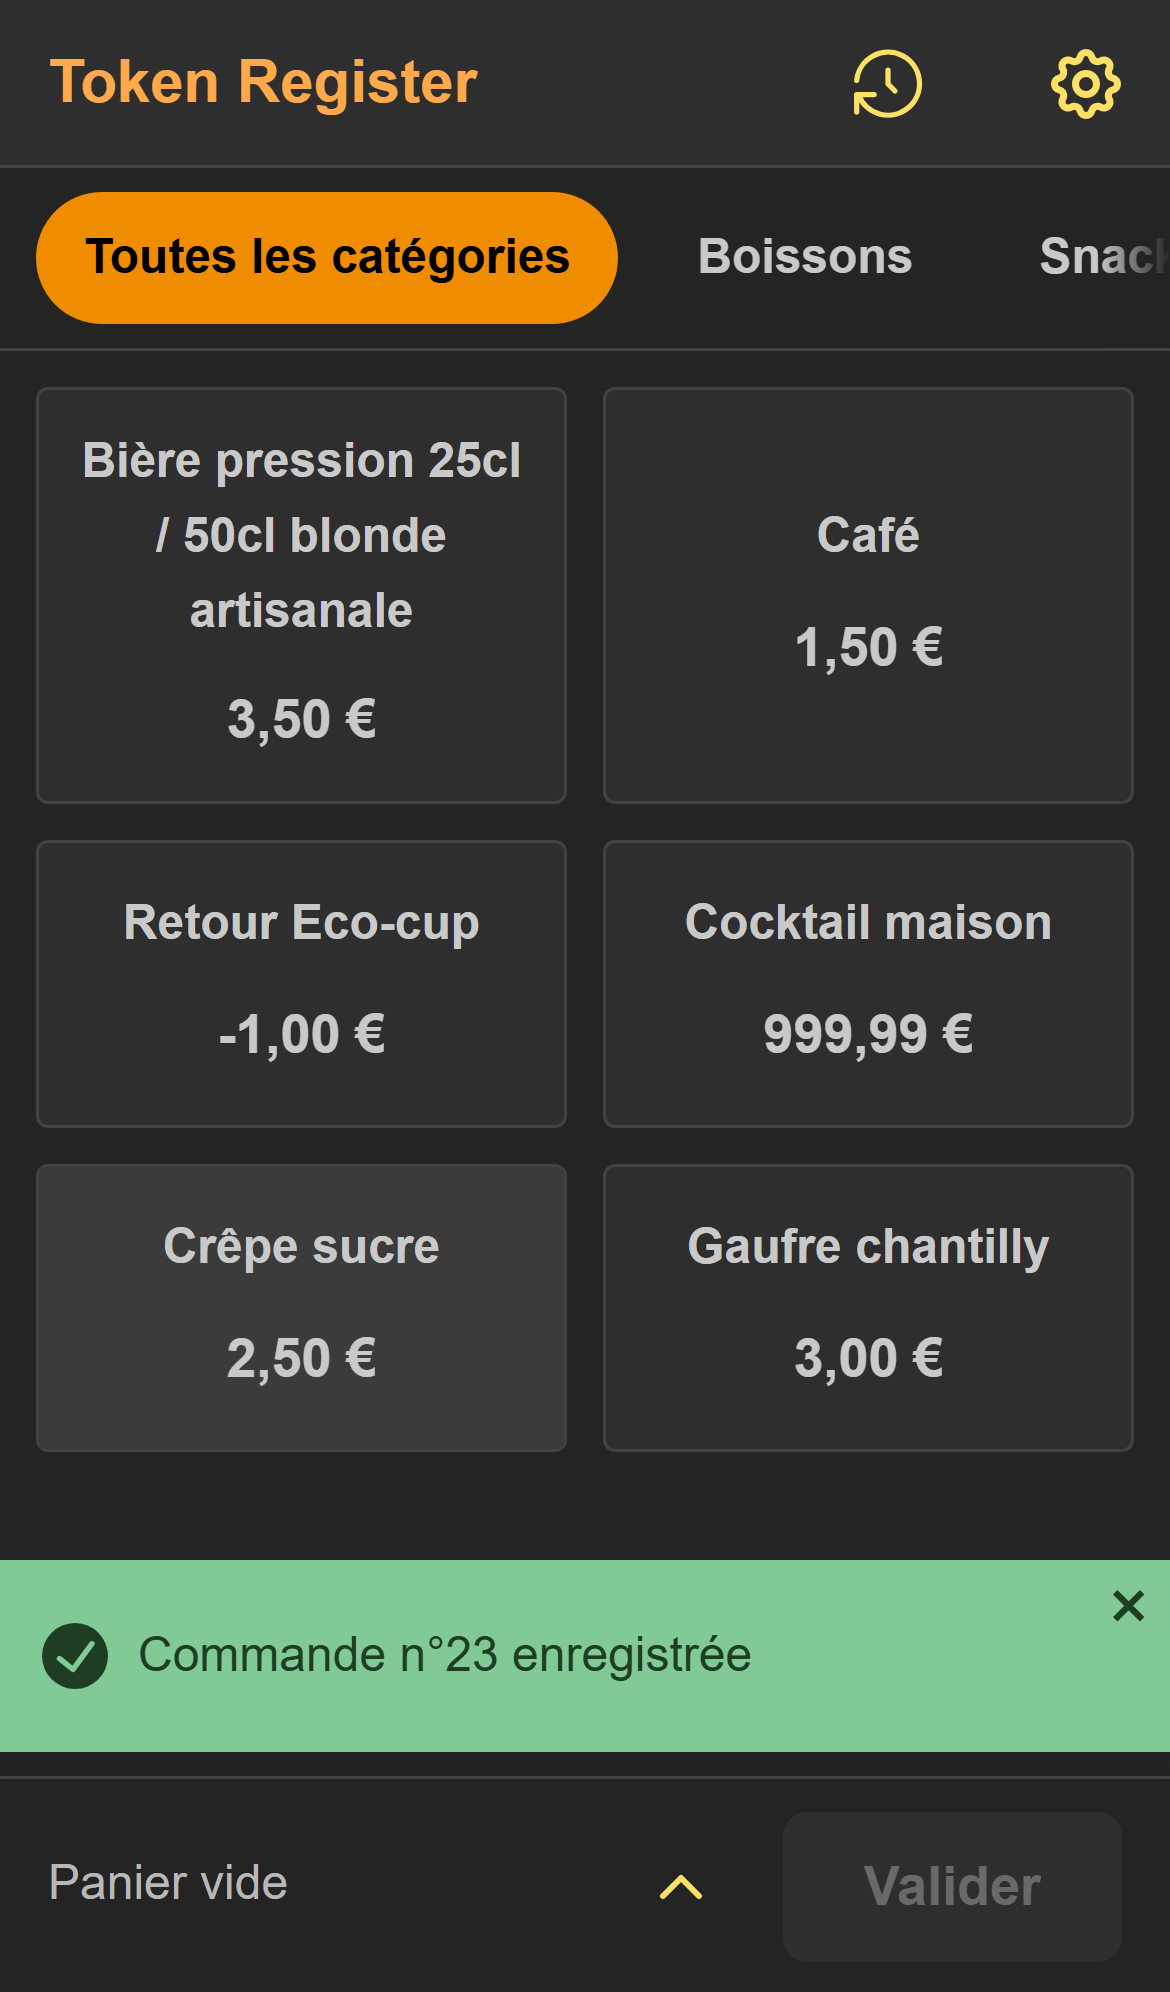 Token Register
Toutes les catégories
Boissons
Bière pression 25cl
/ 50cl blonde
artisanale
3,50 €
Café
1,50 €
Retour Eco-cup
-1,00 €
Cocktail maison
999,99 €
Crêpe sucre
2,50 €
Gaufre chantilly
3,00 €
Commande n°23 enregistrée
Panier vide
Valider